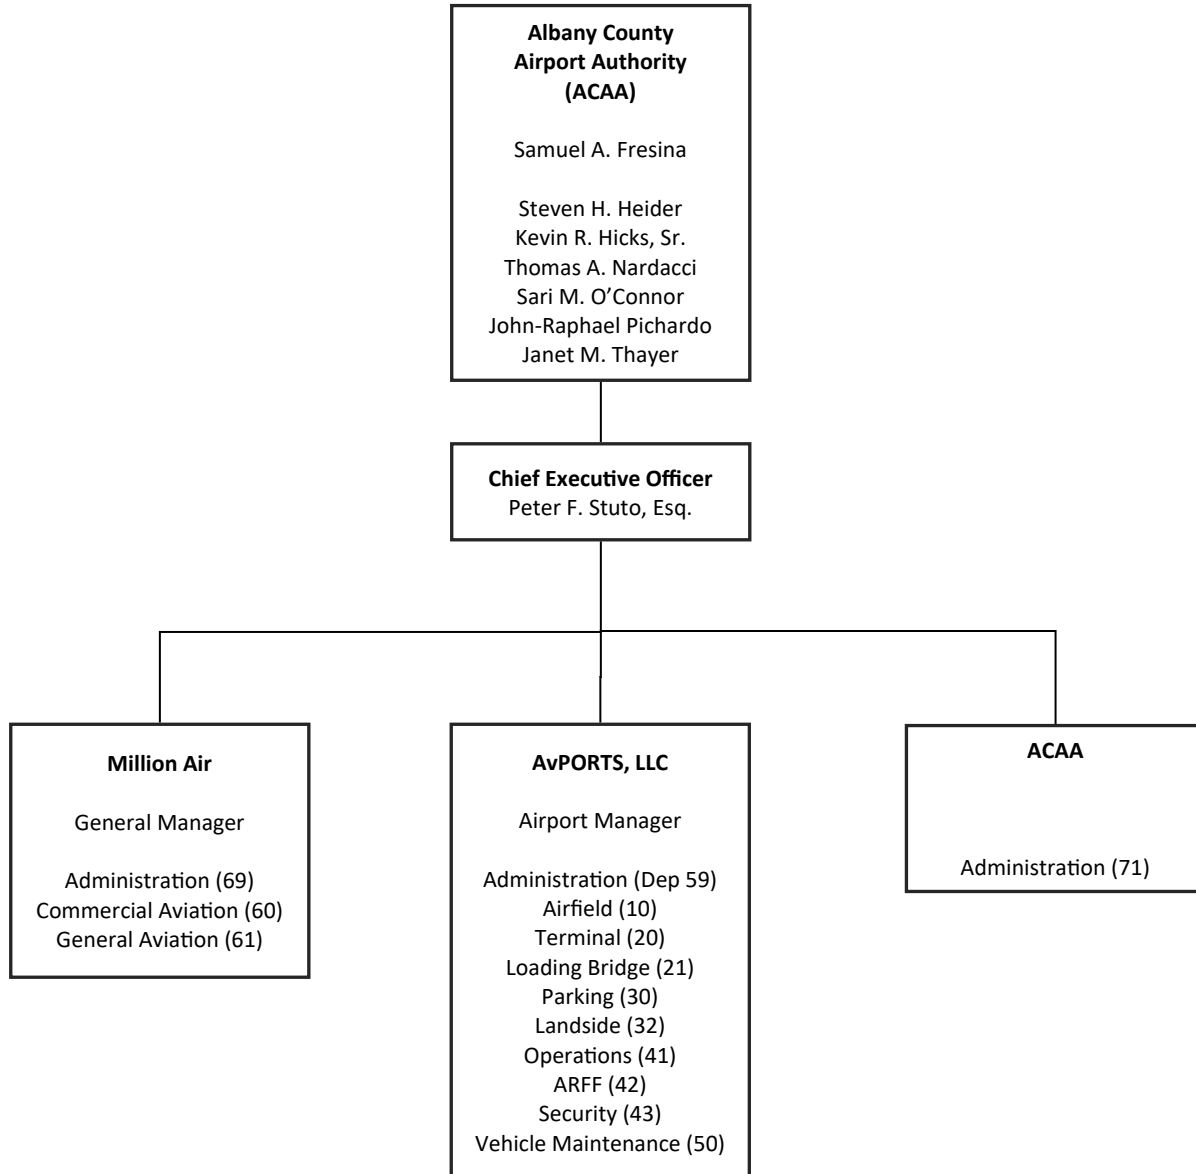 Albany County
Airport Authority
(ACAA)
Samuel A. Fresina
Steven H. Heider
Kevin R. Hicks, Sr.
Thomas A. Nardacci
Sari M. O’Connor
John-Raphael Pichardo
Janet M. Thayer
Chief Executive Officer
Peter F. Stuto, Esq.
Million Air
General Manager
Administration (69)
Commercial Aviation (60)
General Aviation (61)
AvPORTS, LLC
Airport Manager
Administration (Dep 59)
Airfield (10)
Terminal (20)
Loading Bridge (21)
Parking (30)
Landside (32)
Operations (41)
ARFF (42)
Security (43)
Vehicle Maintenance (50)
ACAA
Administration (71)